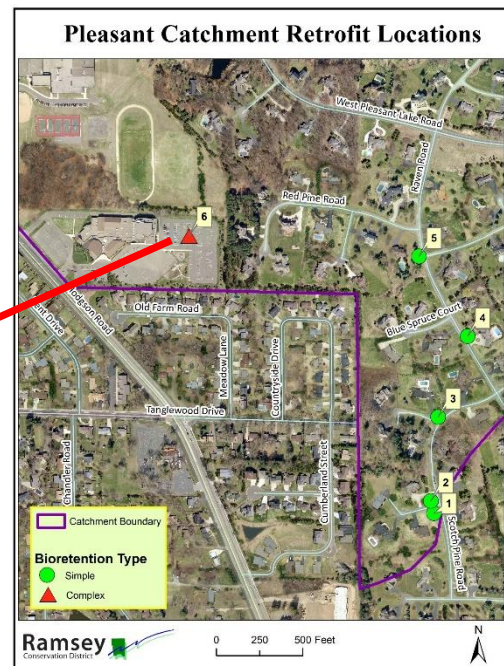 Pleasant Catchment Retrofit Locations
West Pleasant Lake Road
Raven Road
Red Pine Road
6
5
Hodgson Road
Old Farm Road
Blue Spruce Court
4
Meadow Lane
Countryside Drive
Tanglewood Drive
3
Chandler Road
Cumberland Street
2
1
Scotch Pine Road
Catchment Boundary
Bioretention Type
Simple
Complex
Ramsey
Conservation District
0 250 500 Feet
N